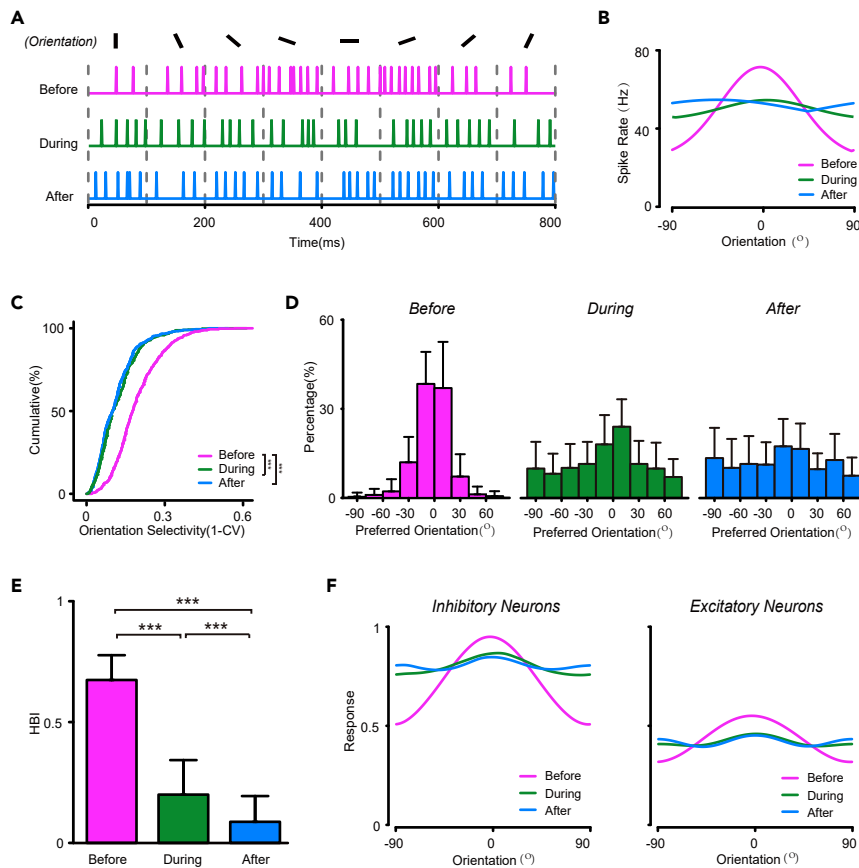 A
(Orientation)
Before
During
After
0 200 400 600 800
Time(ms)
B
80
40
0
Spike Rate (Hz)
Before
During
After
-90 0 90
Orientation (°)
C
100
50
0
Cumulative(%)
Before
During
After
***
***
0 0.3 0.6
Orientation Selectivity(1-CV)
D
Before During After
60
30
0
Percentage(%)
-90 -60 -30 0 30 60
Preferred Orientation(°)
-90 -60 -30 0 30 60
Preferred Orientation(°)
-90 -60 -30 0 30 60
Preferred Orientation(°)
E
1
0.5
0
HBI
***
*** ***
Before During After
F
Inhibitory Neurons Excitatory Neurons
1
0.5
0
Response
Before
During
After
-90 0 90
Orientation(°)
Before
During
After
-90 0 90
Orientation(°)